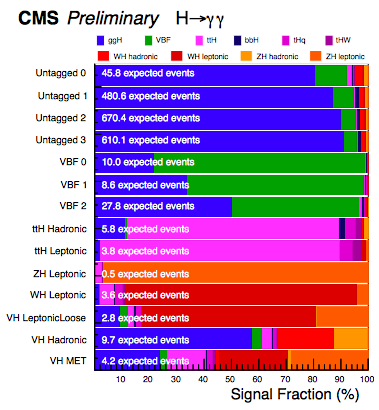 CMS Preliminary H→γγ
ggH VBF ttH bbH tHq tHW
WH hadronic WH leptonic ZH hadronic ZH leptonic
Untagged 0 45.8 expected events
Untagged 1 480.6 expected events
Untagged 2 670.4 expected events
Untagged 3 610.1 expected events
VBF 0 10.0 expected events
VBF 1 8.6 expected events
VBF 2 27.8 expected events
ttH Hadronic 5.8 expected events
ttH Leptonic 3.8 expected events
ZH Leptonic 0.5 expected events
WH Leptonic 3.6 expected events
VH LeptonicLoose 2.8 expected events
VH Hadronic 9.7 expected events
VH MET 4.2 expected events
10 20 30 40 50 60 70 80 90 100
Signal Fraction (%)